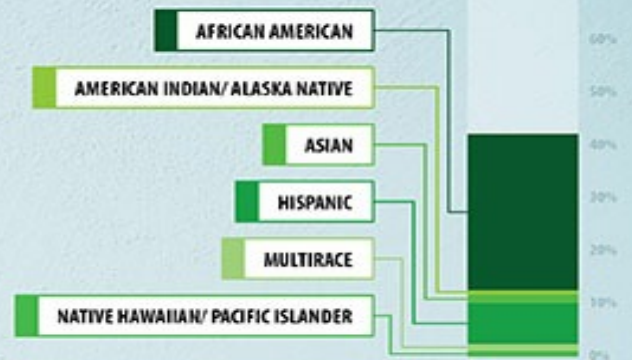 AFRICAN AMERICAN
60%
AMERICAN INDIAN/ ALASKA NATIVE
50%
ASIAN
40%
HISPANIC
30%
20%
MULTIRACE
10%
NATIVE HAWAIIAN/ PACIFIC ISLANDER
0%